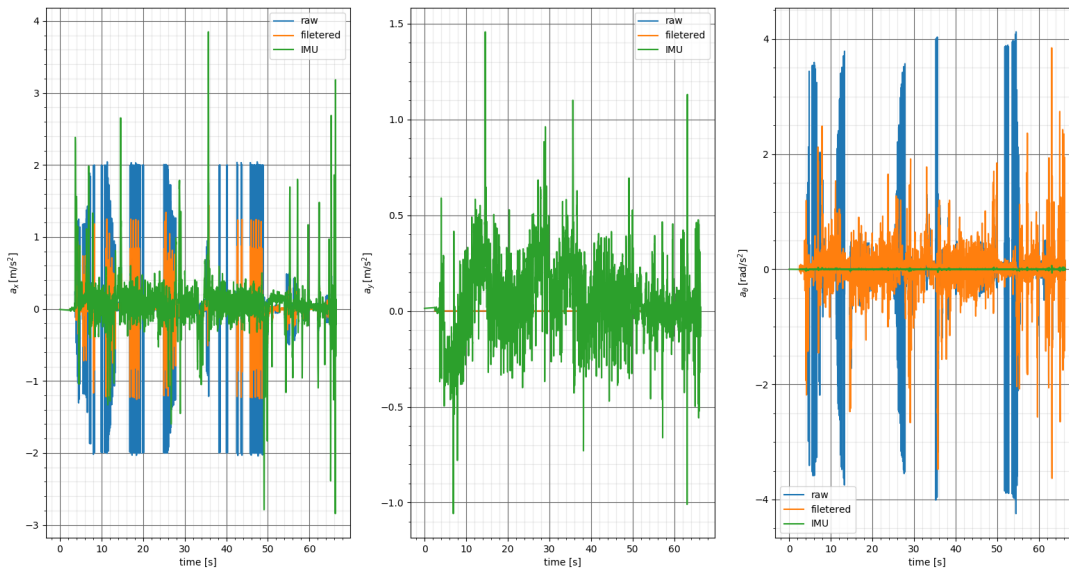 4
3
2
1
0
−1
−2
−3
a_x [m/s²]
0 10 20 30 40 50 60
time [s]
raw
filetered
IMU
1.5
1.0
0.5
0.0
−0.5
−1.0
a_y [m/s²]
0 10 20 30 40 50 60
time [s]
raw
filetered
IMU
4
2
0
−2
−4
a_θ [rad/s²]
0 10 20 30 40 50 60
time [s]
raw
filetered
IMU